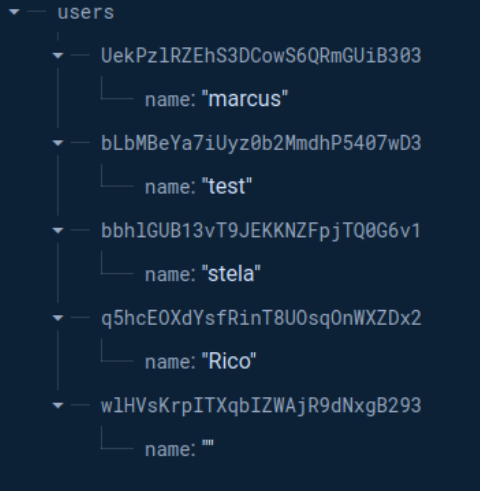 users
UekPzlRZEhS3DCowS6QRmGUiB303
name: "marcus"
bLbMBeYa7iUyz0b2MmdhP5407wD3
name: "test"
bbhlGUB13vT9JEKKNZFpjTQ0G6v1
name: "stela"
q5hcEOXdYsfRinT8UOsqOnWXZDx2
name: "Rico"
wlHVsKrpITXqbIZWAjR9dNxgB293
name: ""